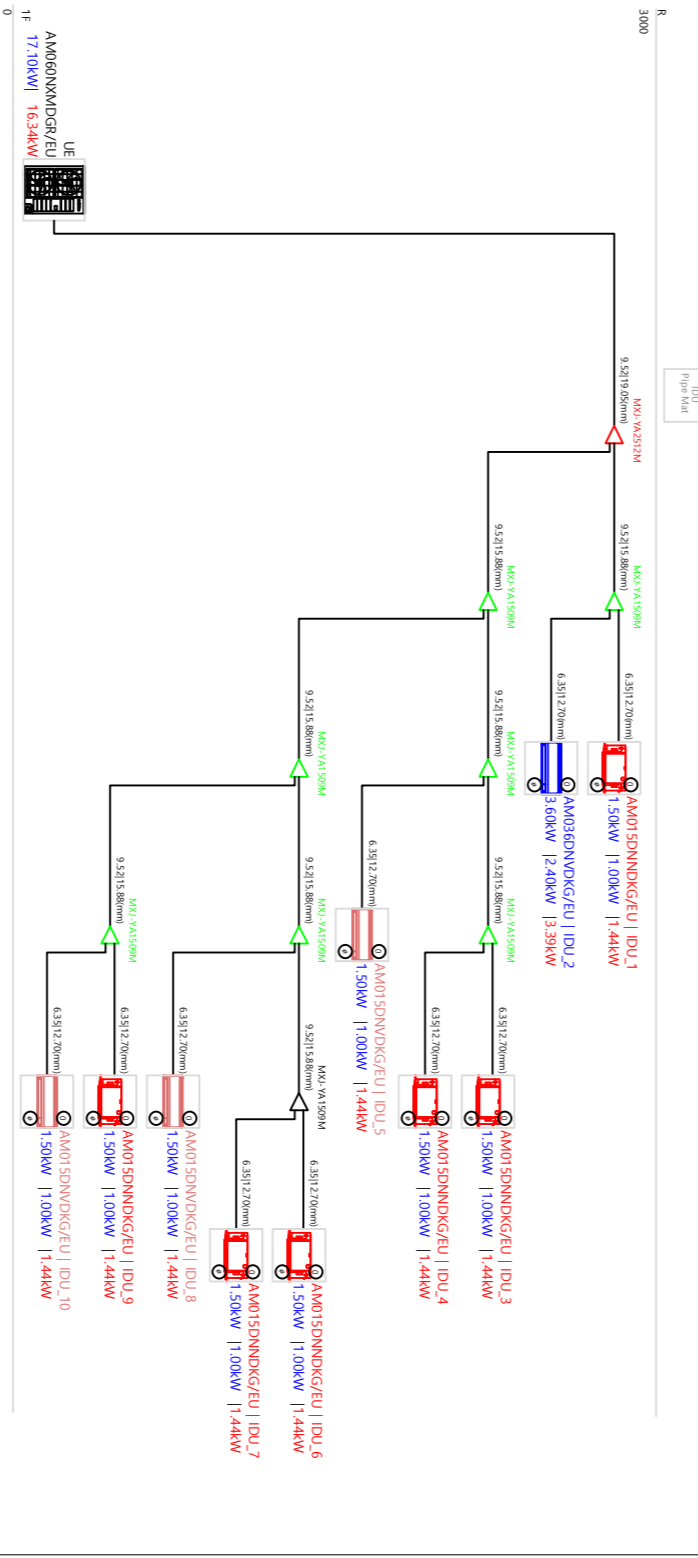 R
3000
IDU
Pipe Mat
0
1F
UE
AM060NXMDGR/EU
17.10kW| 16.34kW
MXJ-YA2512M
9.52|19.05(mm)
MXJ-YA1509M
9.52|15.88(mm)
6.35|12.70(mm)
AM015DNNDKG/EU | IDU_1
1.50kW |1.00kW |1.44kW
6.35|12.70(mm)
AM036DNVDKG/EU | IDU_2
3.60kW |2.40kW |3.39kW
MXJ-YA1509M
9.52|15.88(mm)
MXJ-YA1509M
9.52|15.88(mm)
MXJ-YA1509M
9.52|15.88(mm)
6.35|12.70(mm)
AM015DNNDKG/EU | IDU_3
1.50kW |1.00kW |1.44kW
6.35|12.70(mm)
AM015DNNDKG/EU | IDU_4
1.50kW |1.00kW |1.44kW
6.35|12.70(mm)
AM015DNVDKG/EU | IDU_5
1.50kW |1.00kW |1.44kW
MXJ-YA1509M
9.52|15.88(mm)
MXJ-YA1509M
9.52|15.88(mm)
MXJ-YA1509M
9.52|15.88(mm)
6.35|12.70(mm)
AM015DNNDKG/EU | IDU_6
1.50kW |1.00kW |1.44kW
6.35|12.70(mm)
AM015DNNDKG/EU | IDU_7
1.50kW |1.00kW |1.44kW
6.35|12.70(mm)
AM015DNVDKG/EU | IDU_8
1.50kW |1.00kW |1.44kW
MXJ-YA1509M
9.52|15.88(mm)
6.35|12.70(mm)
AM015DNNDKG/EU | IDU_9
1.50kW |1.00kW |1.44kW
6.35|12.70(mm)
AM015DNVDKG/EU | IDU_10
1.50kW |1.00kW |1.44kW